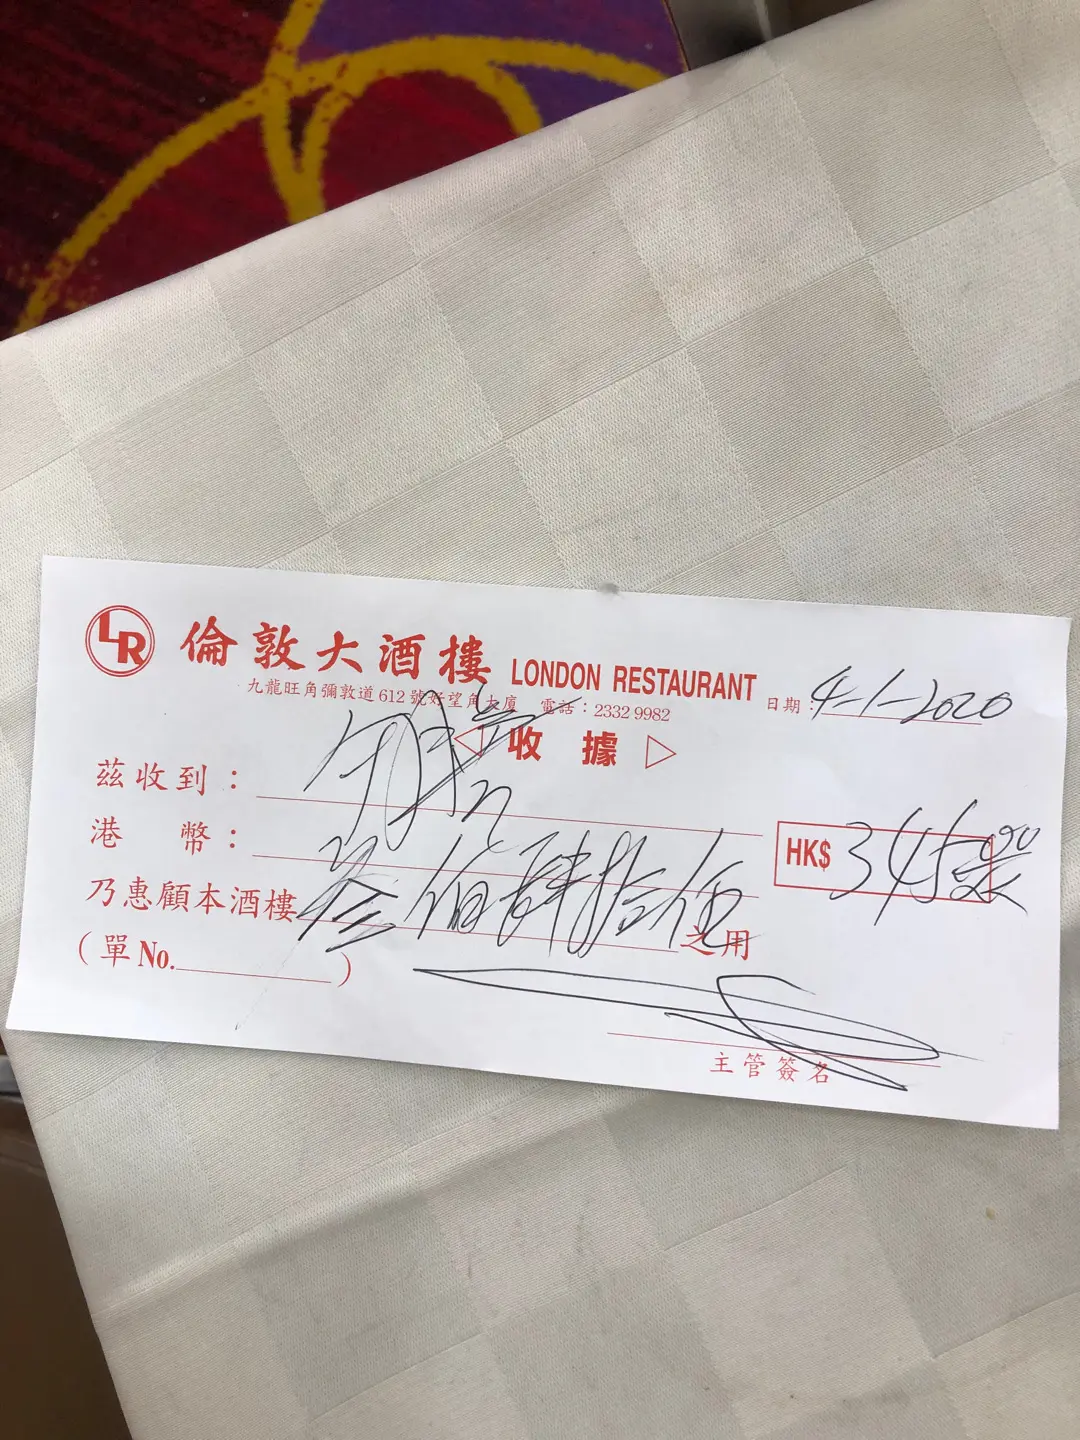 LR 倫敦大酒樓 LONDON RESTAURANT
九龍旺角彌敦道612號好望角大廈 電話：2332 9982 日期：4-1-2020
收據
茲收到：
港幣： HK$ 345.00
乃惠顧本酒樓 叁佰肆拾伍 之用
（單No. ）
主管簽名